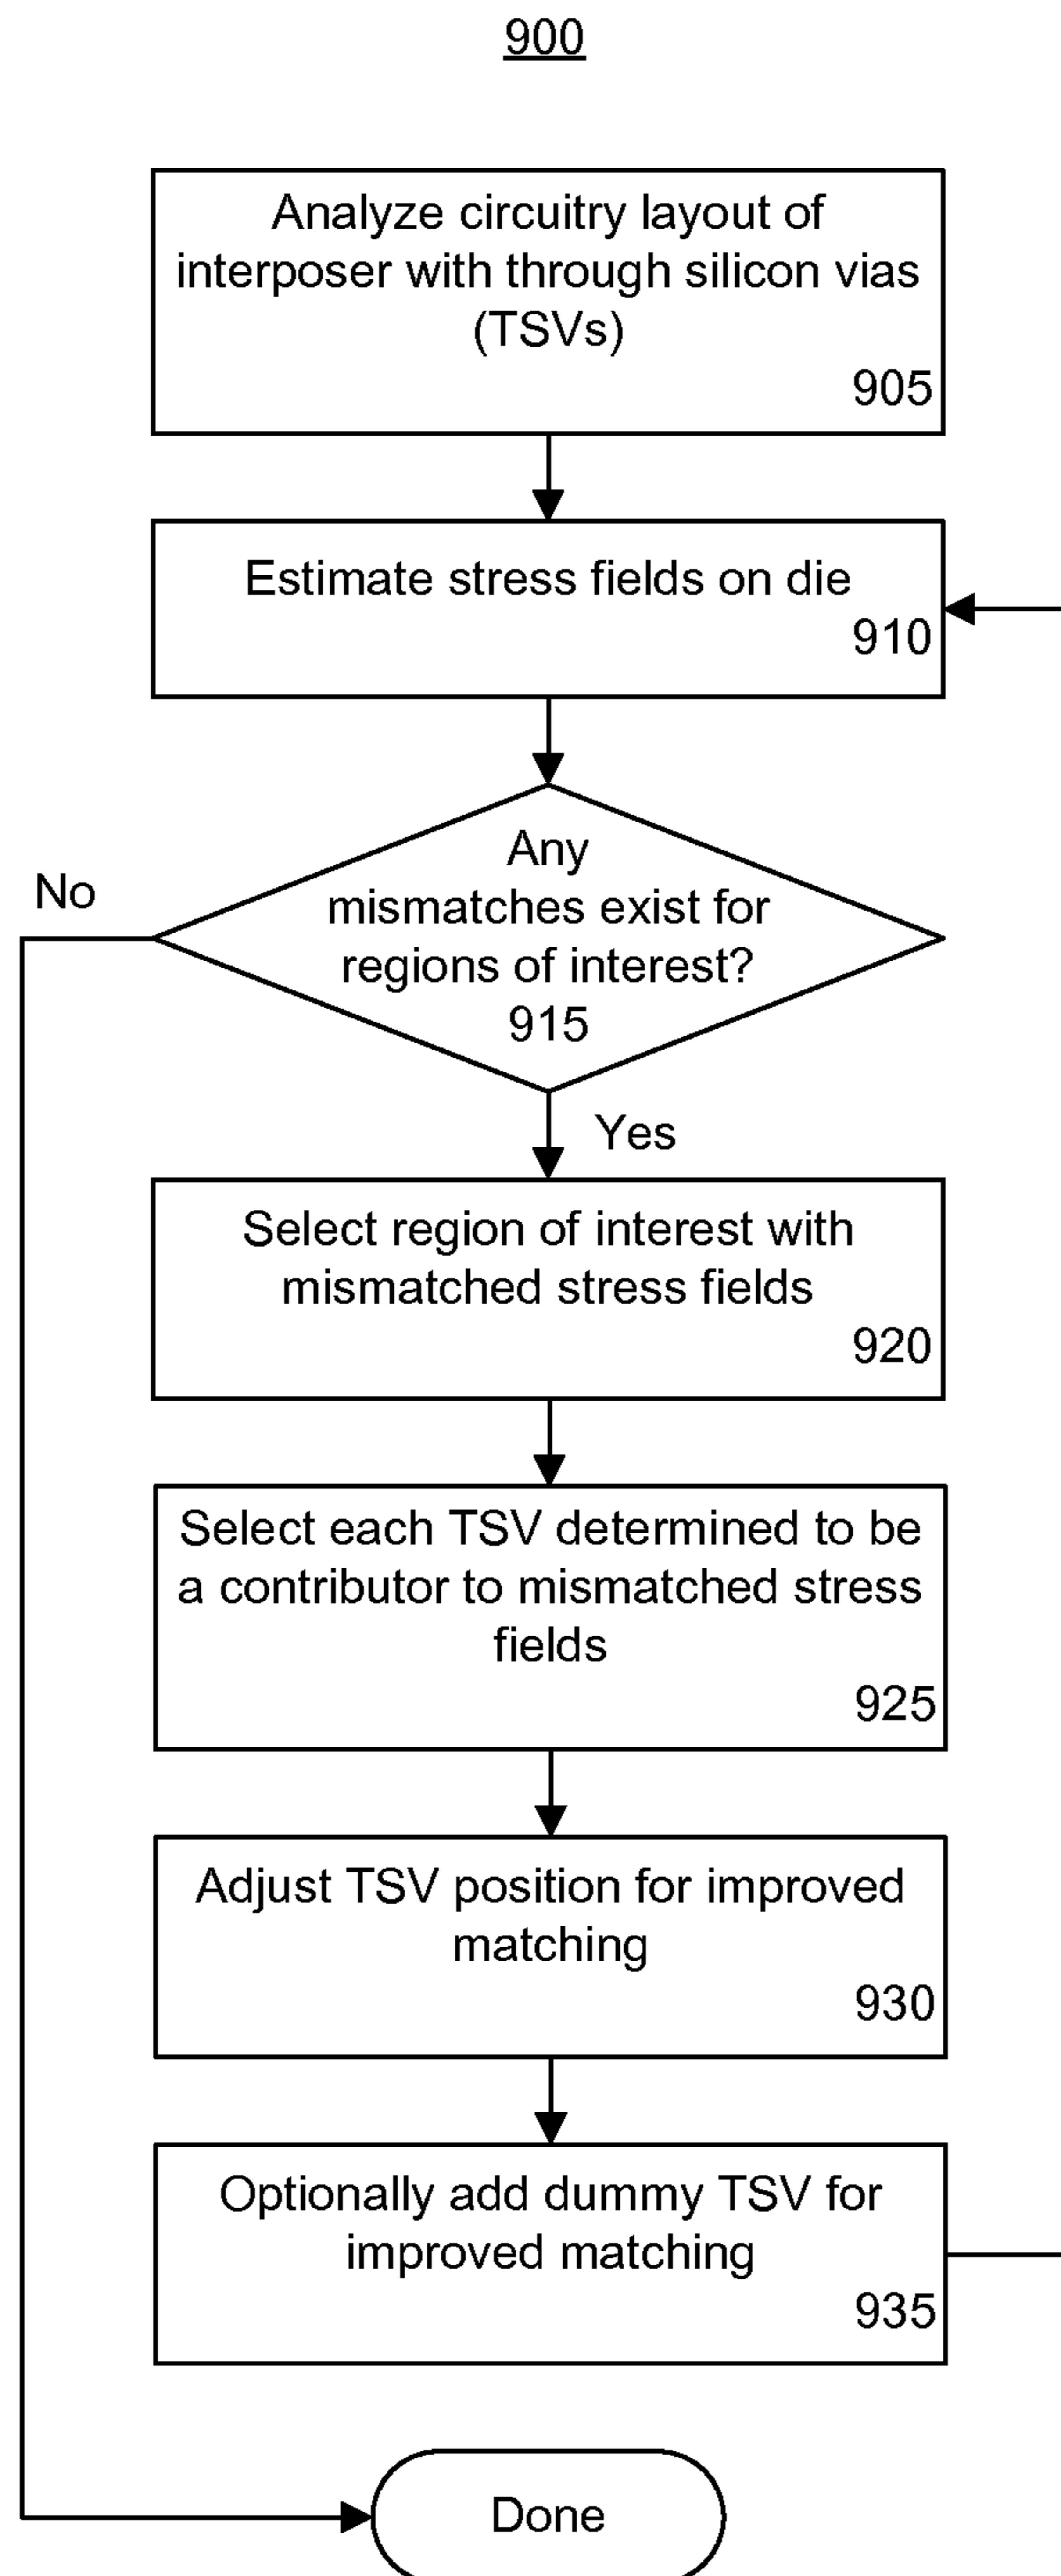 900
Analyze circuitry layout of
interposer with through silicon vias
(TSVs)
905
Estimate stress fields on die
910
Any
mismatches exist for
regions of interest?
915
No
Yes
Select region of interest with
mismatched stress fields
920
Select each TSV determined to be
a contributor to mismatched stress
fields
925
Adjust TSV position for improved
matching
930
Optionally add dummy TSV for
improved matching
935
Done